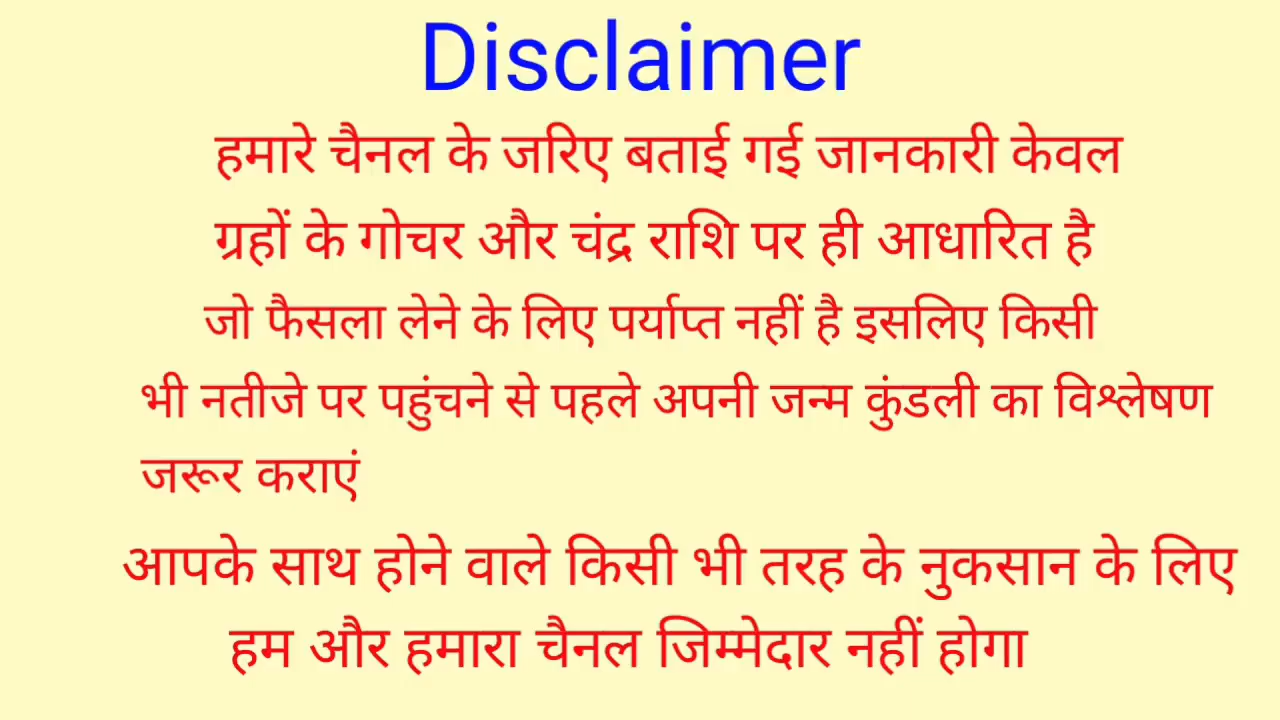 Disclaimer
हमारे चैनल के जरिए बताई गई जानकारी केवल
ग्रहों के गोचर और चंद्र राशि पर ही आधारित है
जो फैसला लेने के लिए पर्याप्त नहीं है इसलिए किसी
भी नतीजे पर पहुंचने से पहले अपनी जन्म कुंडली का विश्लेषण
जरूर कराएं
आपके साथ होने वाले किसी भी तरह के नुकसान के लिए
हम और हमारा चैनल जिम्मेदार नहीं होगा